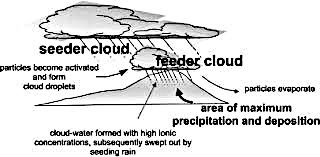 seeder cloud
feeder cloud
particles become activated
and form
cloud droplets
particles evaporate
area of maximum
precipitation and deposition
cloud-water formed with high ionic
concentrations, subsequently swept out by
seeding rain